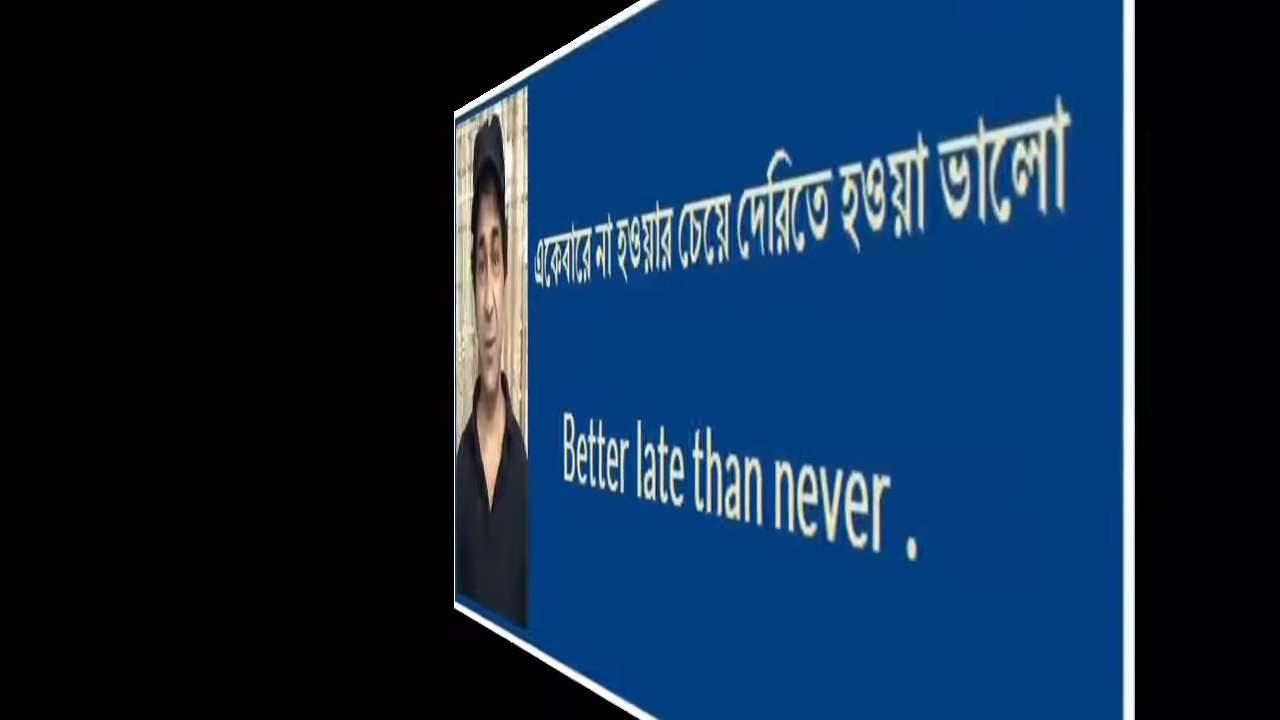 একেবারে না হওয়ার চেয়ে দেরিতে হওয়া ভালো
Better late than never .